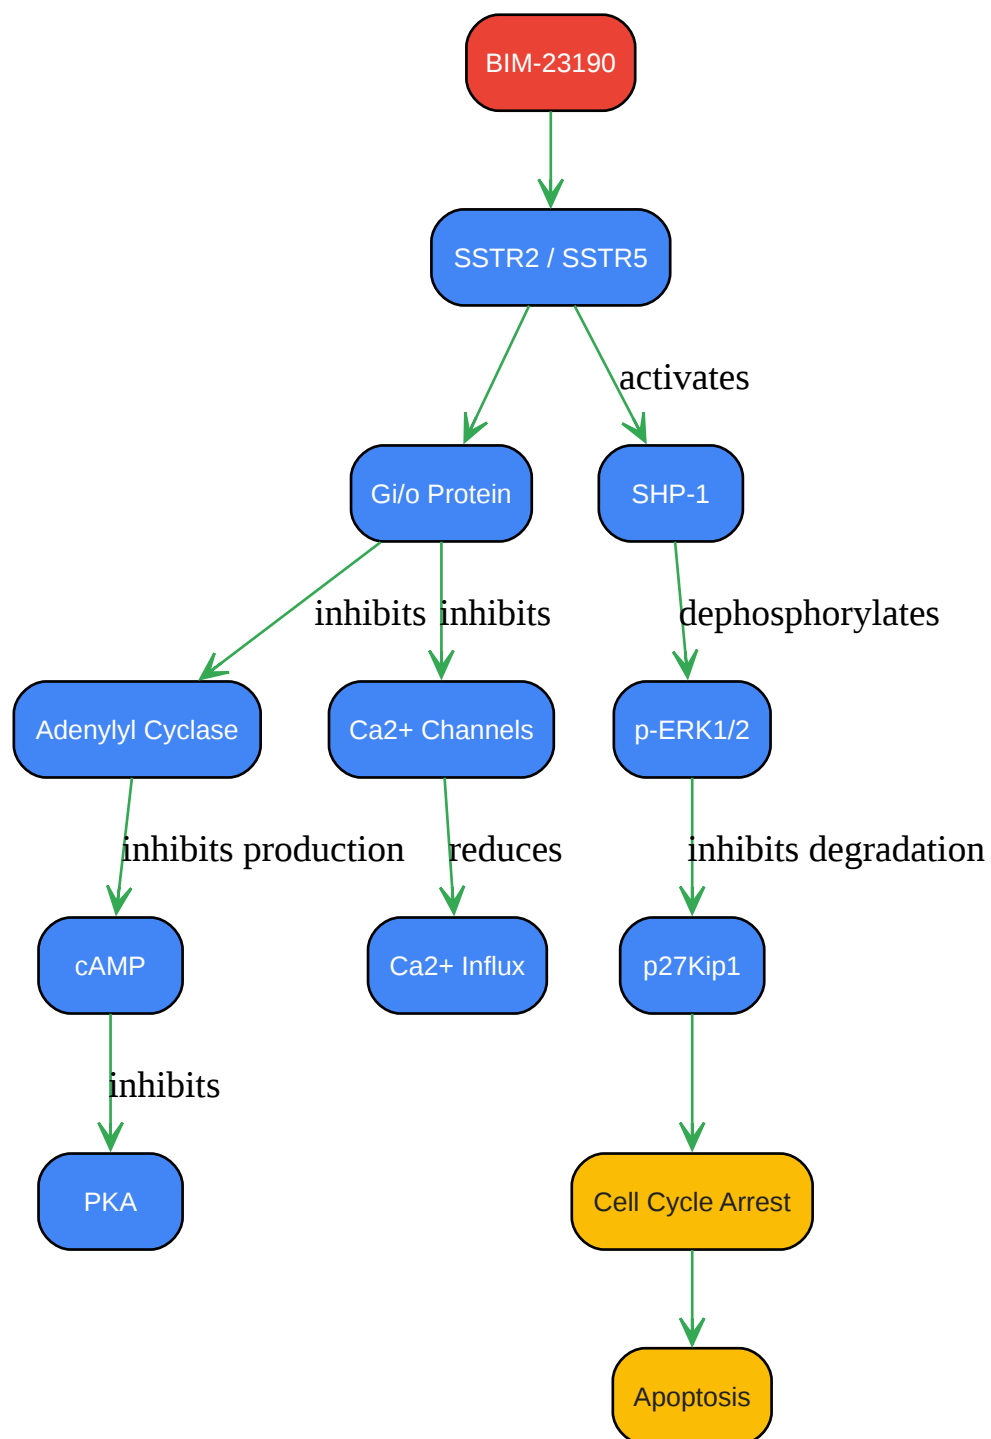 BIM-23190
SSTR2 / SSTR5
activates
Gi/o Protein
SHP-1
inhibits
inhibits
dephosphorylates
Adenylyl Cyclase
Ca2+ Channels
p-ERK1/2
inhibits production
reduces
inhibits degradation
cAMP
Ca2+ Influx
p27Kip1
inhibits
PKA
Cell Cycle Arrest
Apoptosis